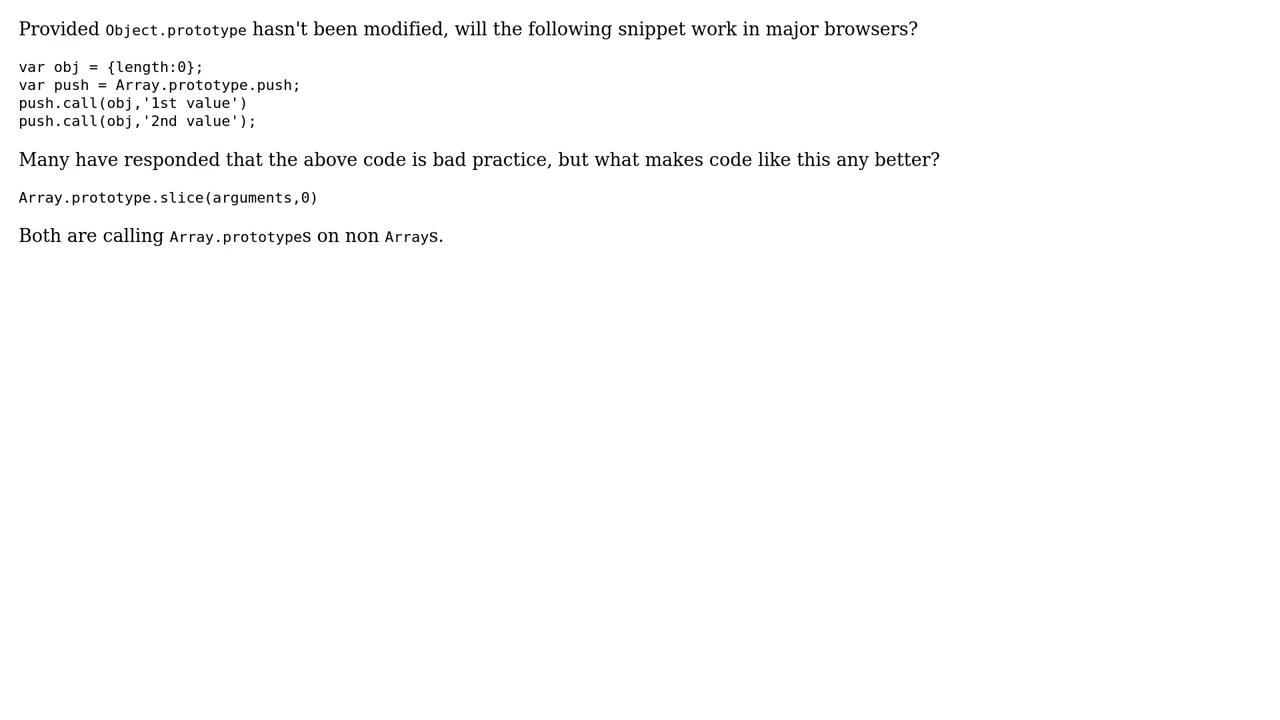 Provided Object.prototype hasn't been modified, will the following snippet work in major browsers?
var obj = {length:0};
var push = Array.prototype.push;
push.call(obj,'1st value')
push.call(obj,'2nd value');
Many have responded that the above code is bad practice, but what makes code like this any better?
Array.prototype.slice(arguments,0)
Both are calling Array.prototypes on non Arrays.